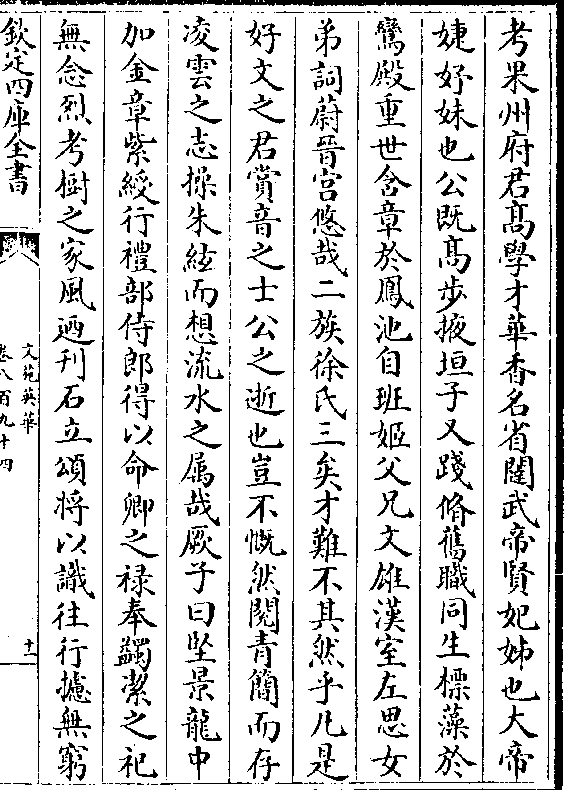 考果州府君髙學才華香名省闥武帝賢妃姊也大帝
婕妤妹也公既髙步掖垣子又踐脩舊職同生標藻於
鸞殿重世含章於鳳池自班姬父兄文雄漢室左思女
弟詞蔚晉宫悠哉二族徐氏三矣才難不其然乎凡是
好文之君賞音之士公之逝也豈不慨然閱青簡而存
凌雲之志操朱絃而想流水之属哉厥子曰堅景龍中
加金章紫綬行禮部侍郎得以命卿之禄奉蠲潔之祀
無念烈考樹之家風迺刋石立頌將以識往行攄無窮
欽定四庫全書
文苑英華
卷八百九十四
十一